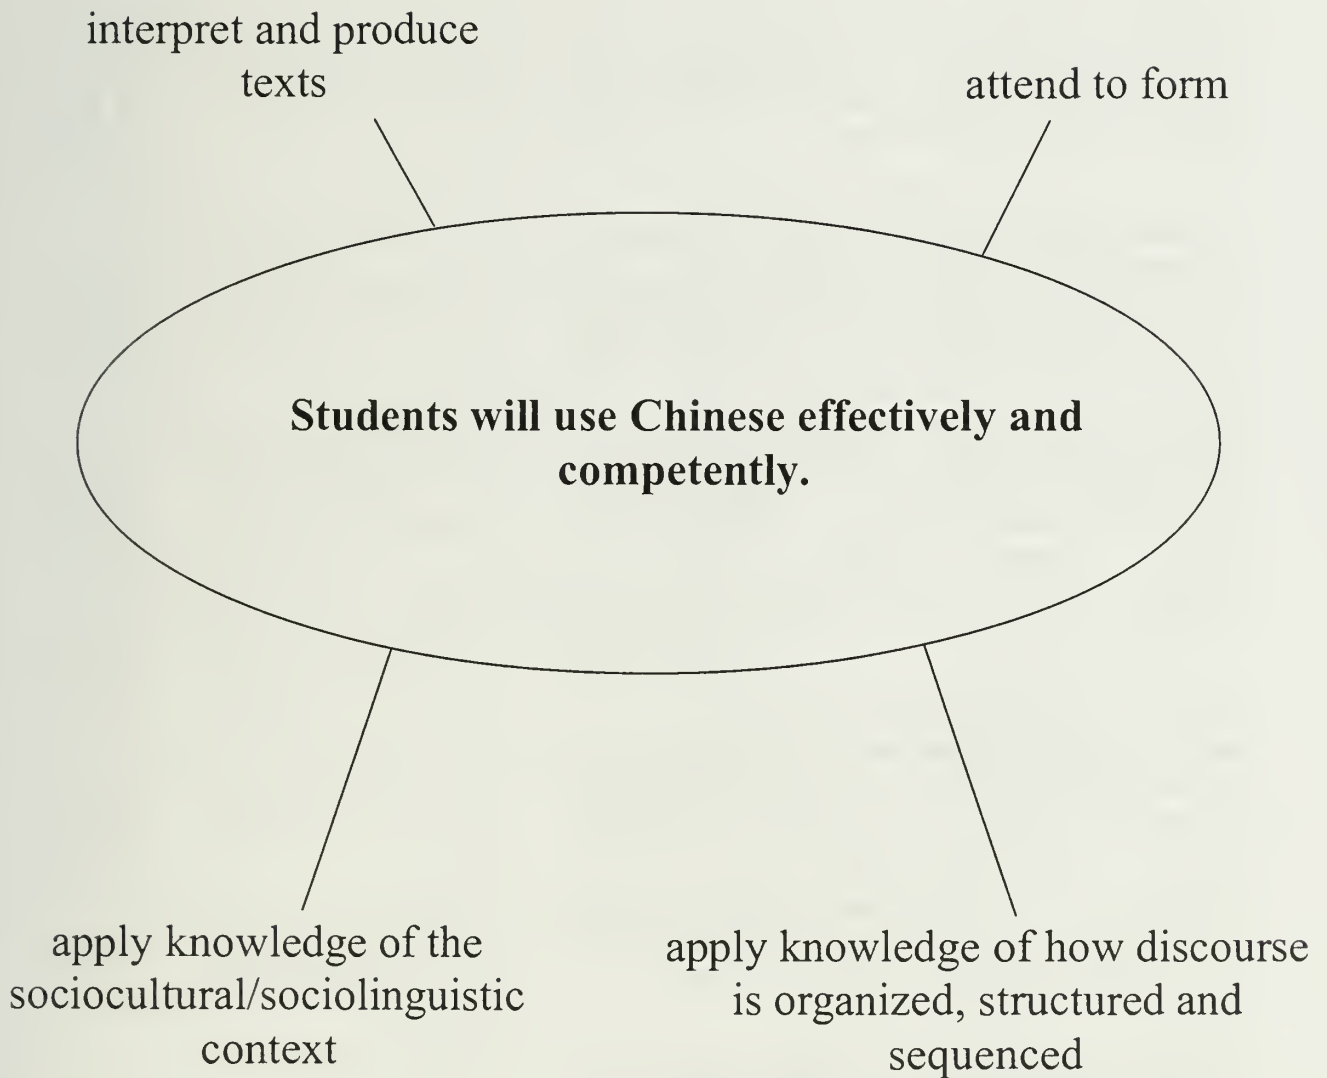 interpret and produce
texts
attend to form
Students will use Chinese effectively and
competently.
apply knowledge of the
sociocultural/sociolinguistic
context
apply knowledge of how discourse
is organized, structured and
sequenced